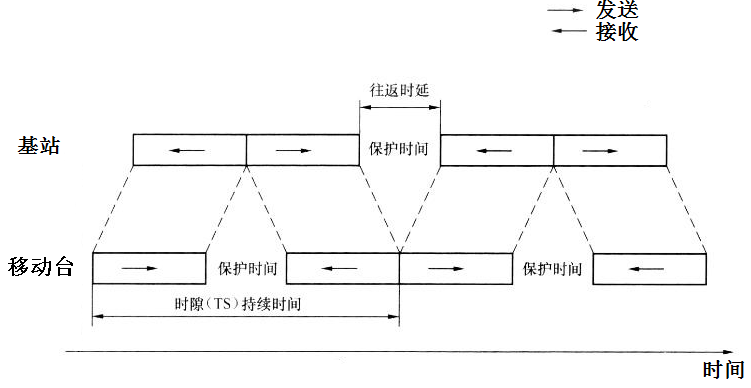 发送
接收
往返时延
基站
保护时间
移动台
保护时间
保护时间
时隙(TS)持续时间
时间